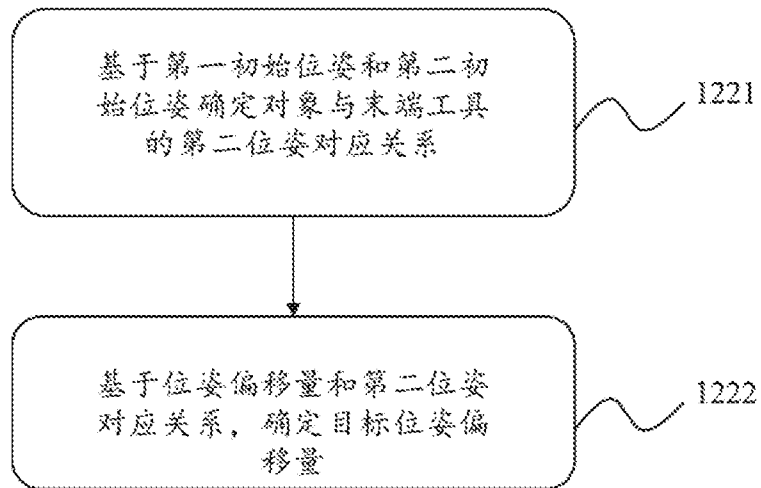 基于第一初始位姿和第二初
始位姿确定对象与末端工具
的第二位姿对应关系
1221
基于位姿偏移量和第二位姿
对应关系，确定目标位姿偏
移量
1222